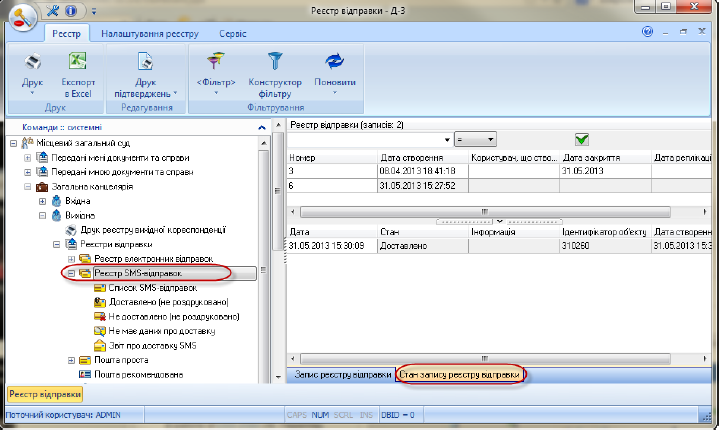 Реєстр відправки - Д-3
Реєстр Налаштування реєстру Сервіс
Друк
Експорт в Excel
Друк підтверджень
<Фільтр>
Конструктор фільтру
Поновити
Друк Редагування Фільтрування
Команди :: системні
Місцевий загальний суд
Передані мені документи та справи
Передані мною документи та справи
Загальна канцелярія
Вхідна
Вихідна
Друк реєстру вихідної кореспонденції
Реєстри відправки
Реєстр електронних відправок
Реєстр SMS-відправок
Список SMS-відправок
Доставлено (не роздруковано)
Не доставлено (не роздруковано)
Не має даних про доставку
Звіт про доставку SMS
Пошта проста
Пошта рекомендована
Реєстр відправки (записів: 2)
=
Номер Дата створення Користувач, що ство... Дата закриття Дата реплікації
3 08.04.2013 18:41:18 31.05.2013
6 31.05.2013 15:27:52
Дата Стан Інформація Ідентифікатор об'єкту Дата створенн
31.05.2013 15:30:09 Доставлено 310260 31.05.2013 15:3
Запис реєстру відправки Стан запису реєстру відправки
Реєстр відправки
Поточний користувач: ADMIN CAPS NUM SCRL INS DBID = 0